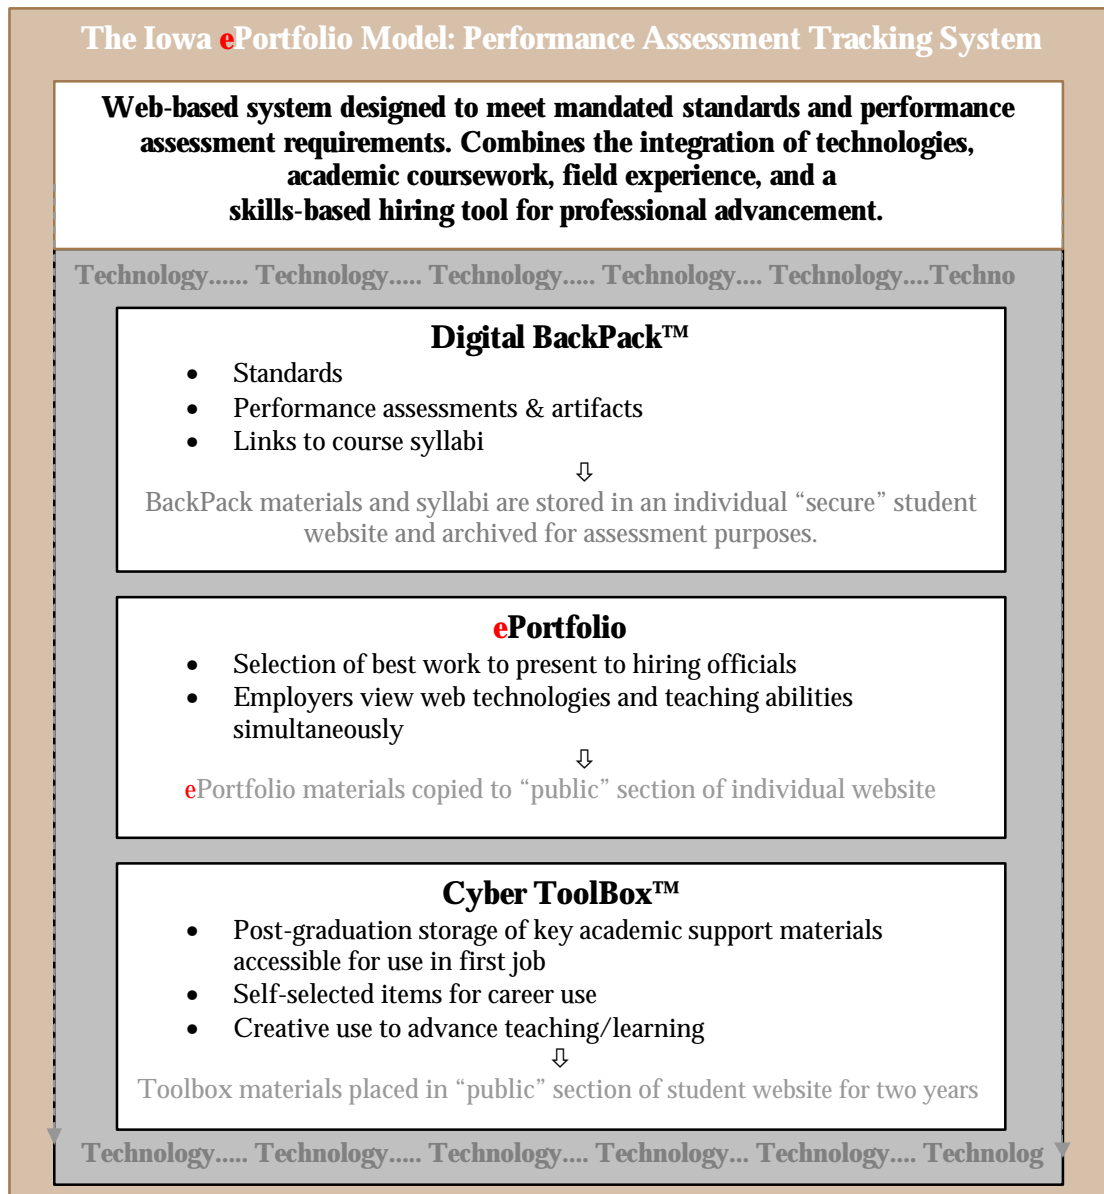 The Iowa ePortfolio Model: Performance Assessment Tracking System
Web-based system designed to meet mandated standards and performance
assessment requirements. Combines the integration of technologies,
academic coursework, field experience, and a
skills-based hiring tool for professional advancement.
Technology...... Technology..... Technology..... Technology.... Technology....Techno
Digital BackPack™
• Standards
• Performance assessments & artifacts
• Links to course syllabi
⇩
BackPack materials and syllabi are stored in an individual “secure” student
website and archived for assessment purposes.
ePortfolio
• Selection of best work to present to hiring officials
• Employers view web technologies and teaching abilities
simultaneously
⇩
ePortfolio materials copied to “public” section of individual website
Cyber ToolBox™
• Post-graduation storage of key academic support materials
accessible for use in first job
• Self-selected items for career use
• Creative use to advance teaching/learning
⇩
Toolbox materials placed in “public” section of student website for two years
Technology..... Technology..... Technology.... Technology... Technology.... Technolog